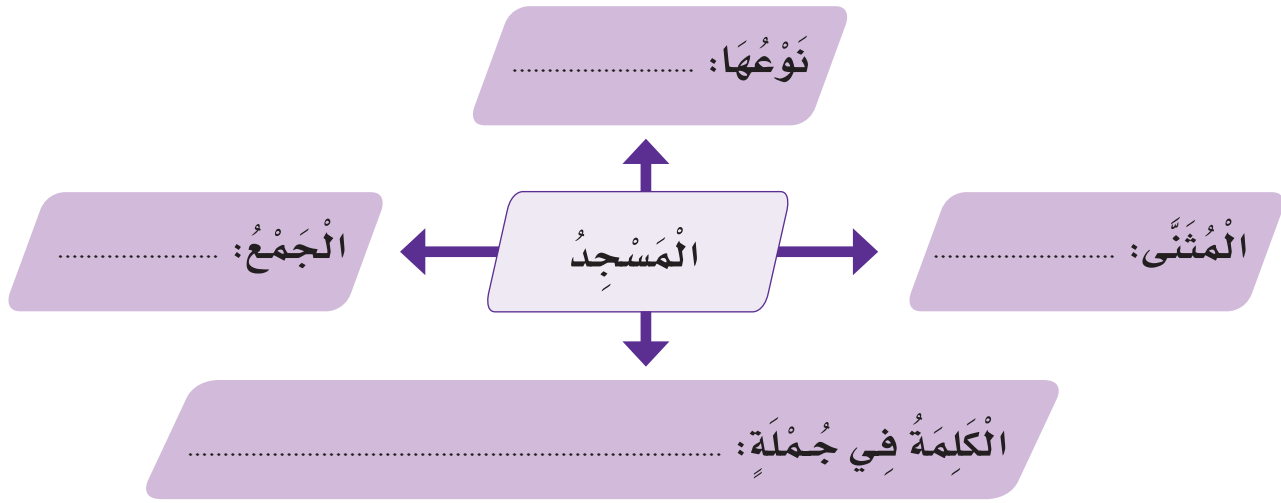 نَوْعُهَا: ..........................
الْمُثَنَّى: ..........................
الْمَسْجِدُ
الْجَمْعُ: .......................
الْكَلِمَةُ فِي جُمْلَةٍ: ............................................................................